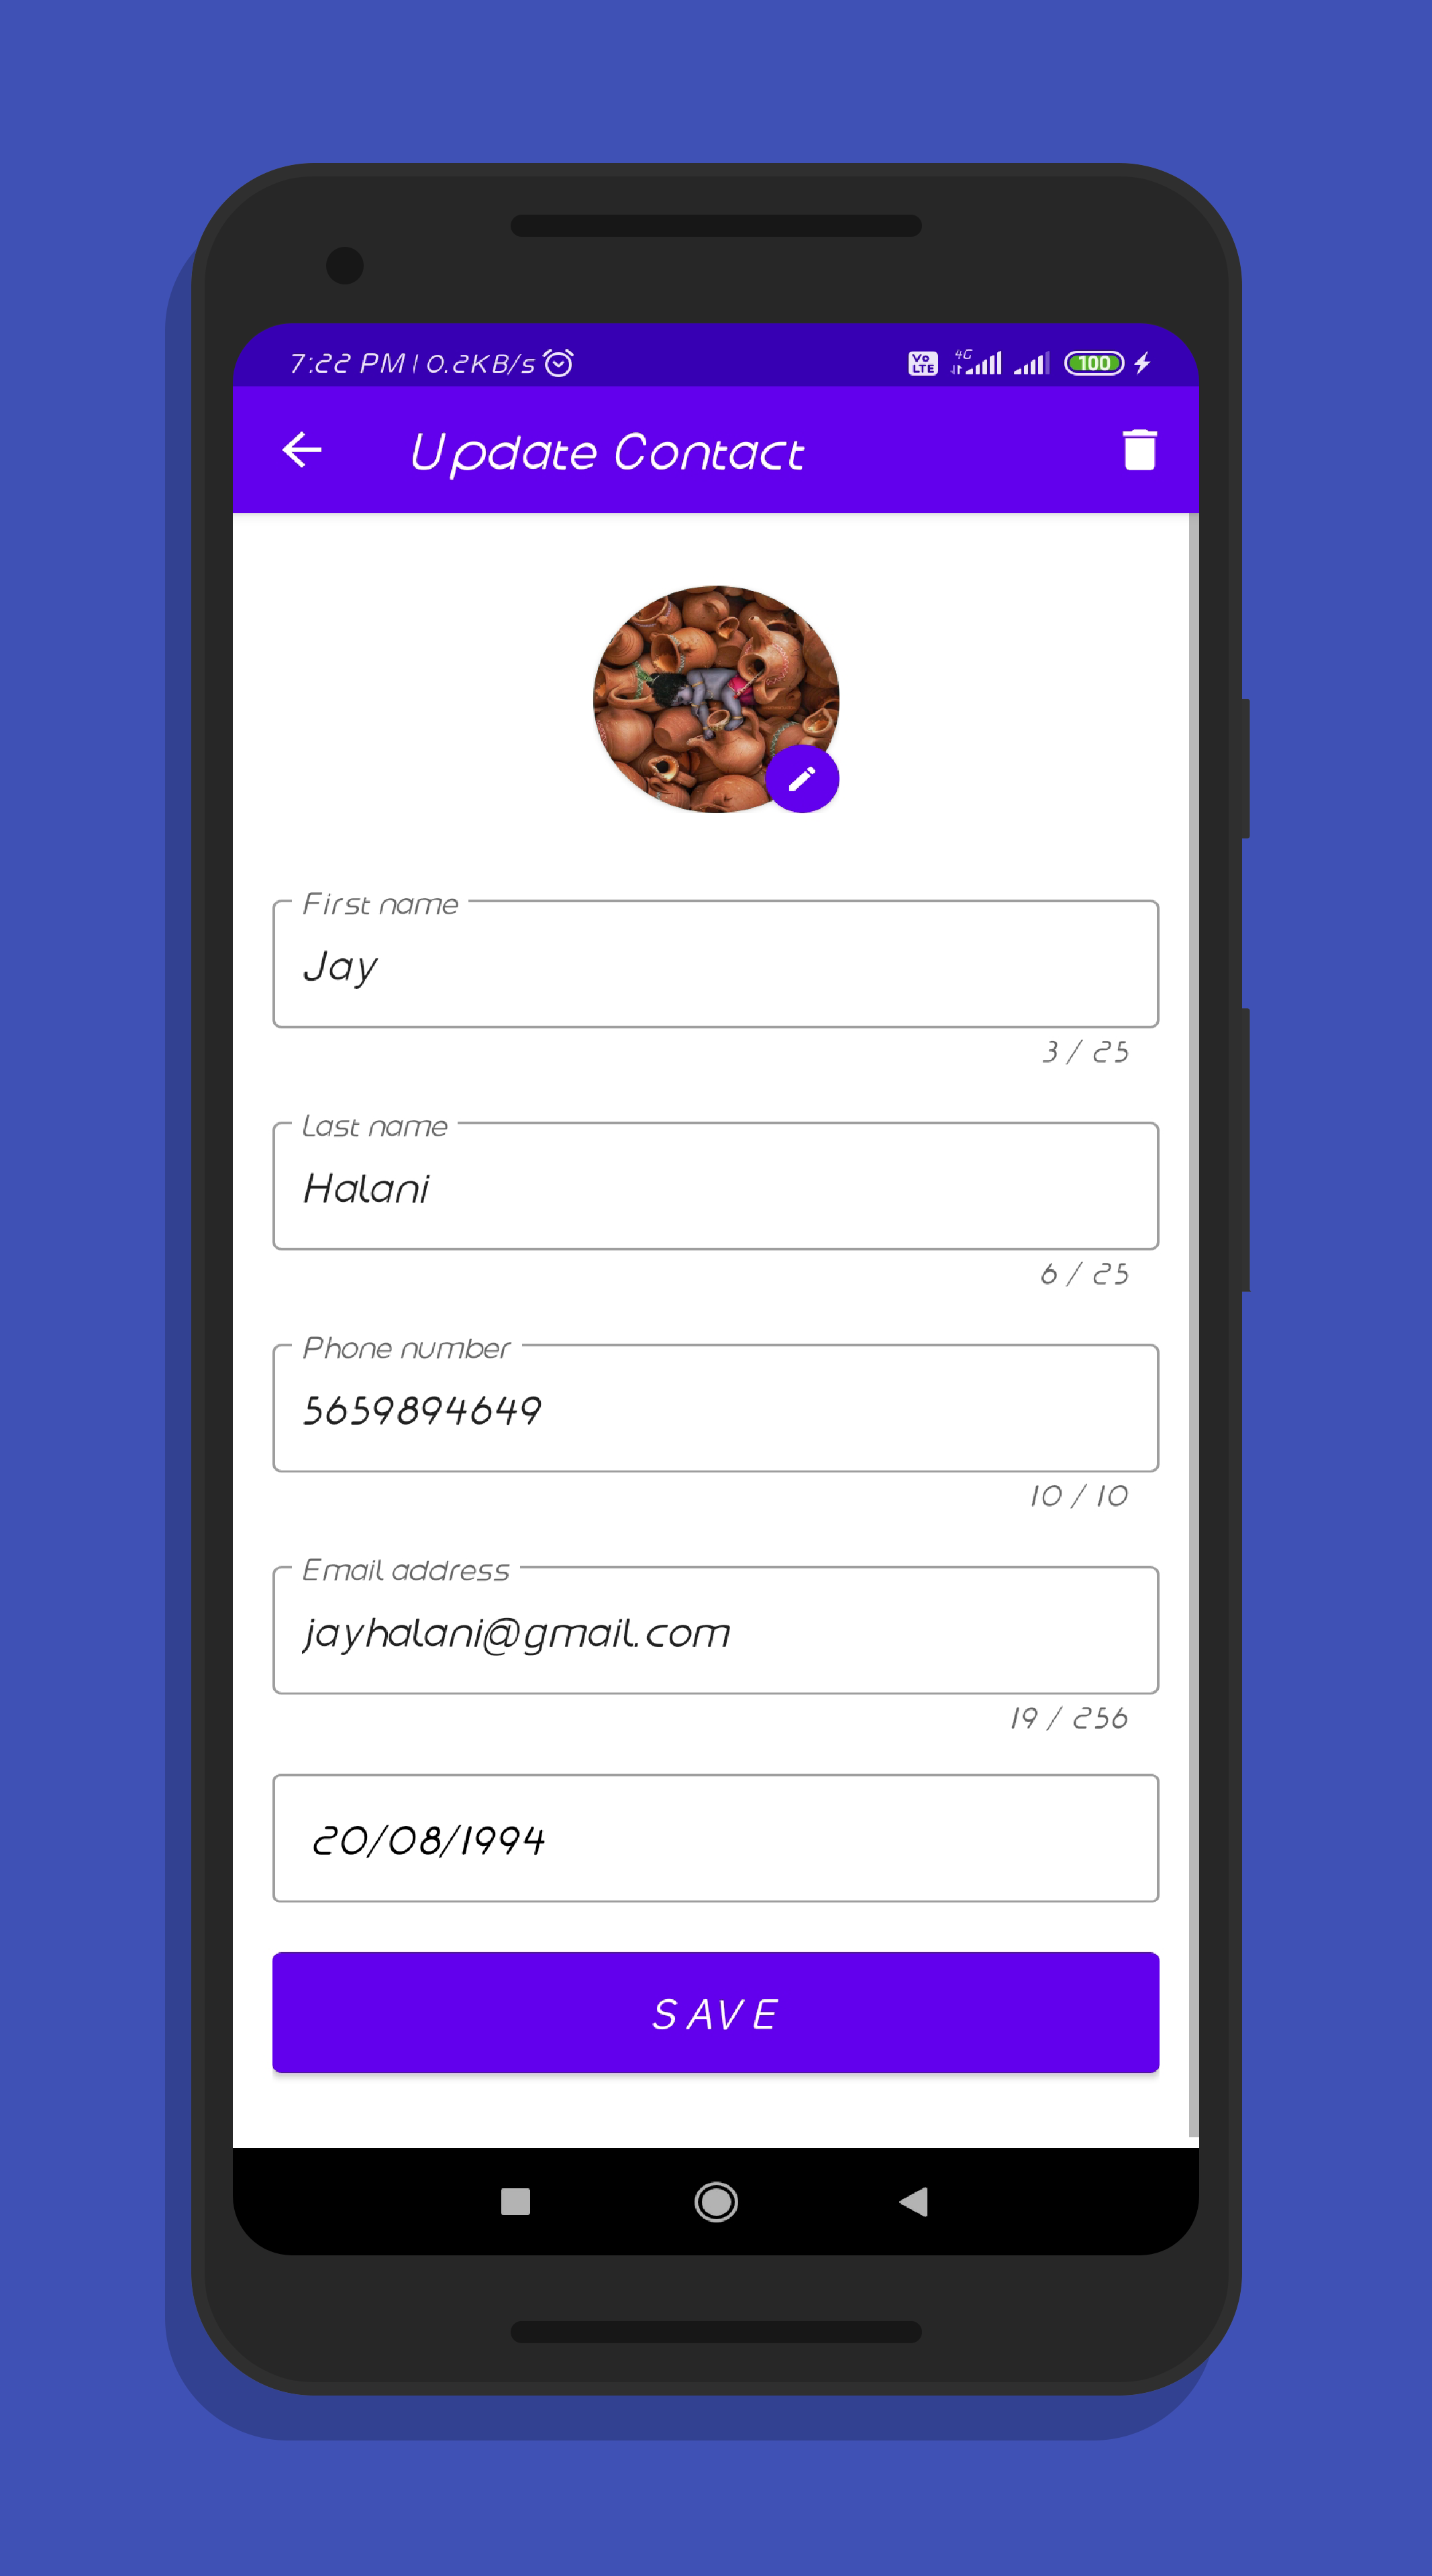 7:22 PM | 0.2KB/s
Vo LTE 4G 100
Update Contact
First name
Jay
3 / 25
Last name
Halani
6 / 25
Phone number
5659894649
10 / 10
Email address
jayhalani@gmail.com
19 / 256
20/08/1994
SAVE